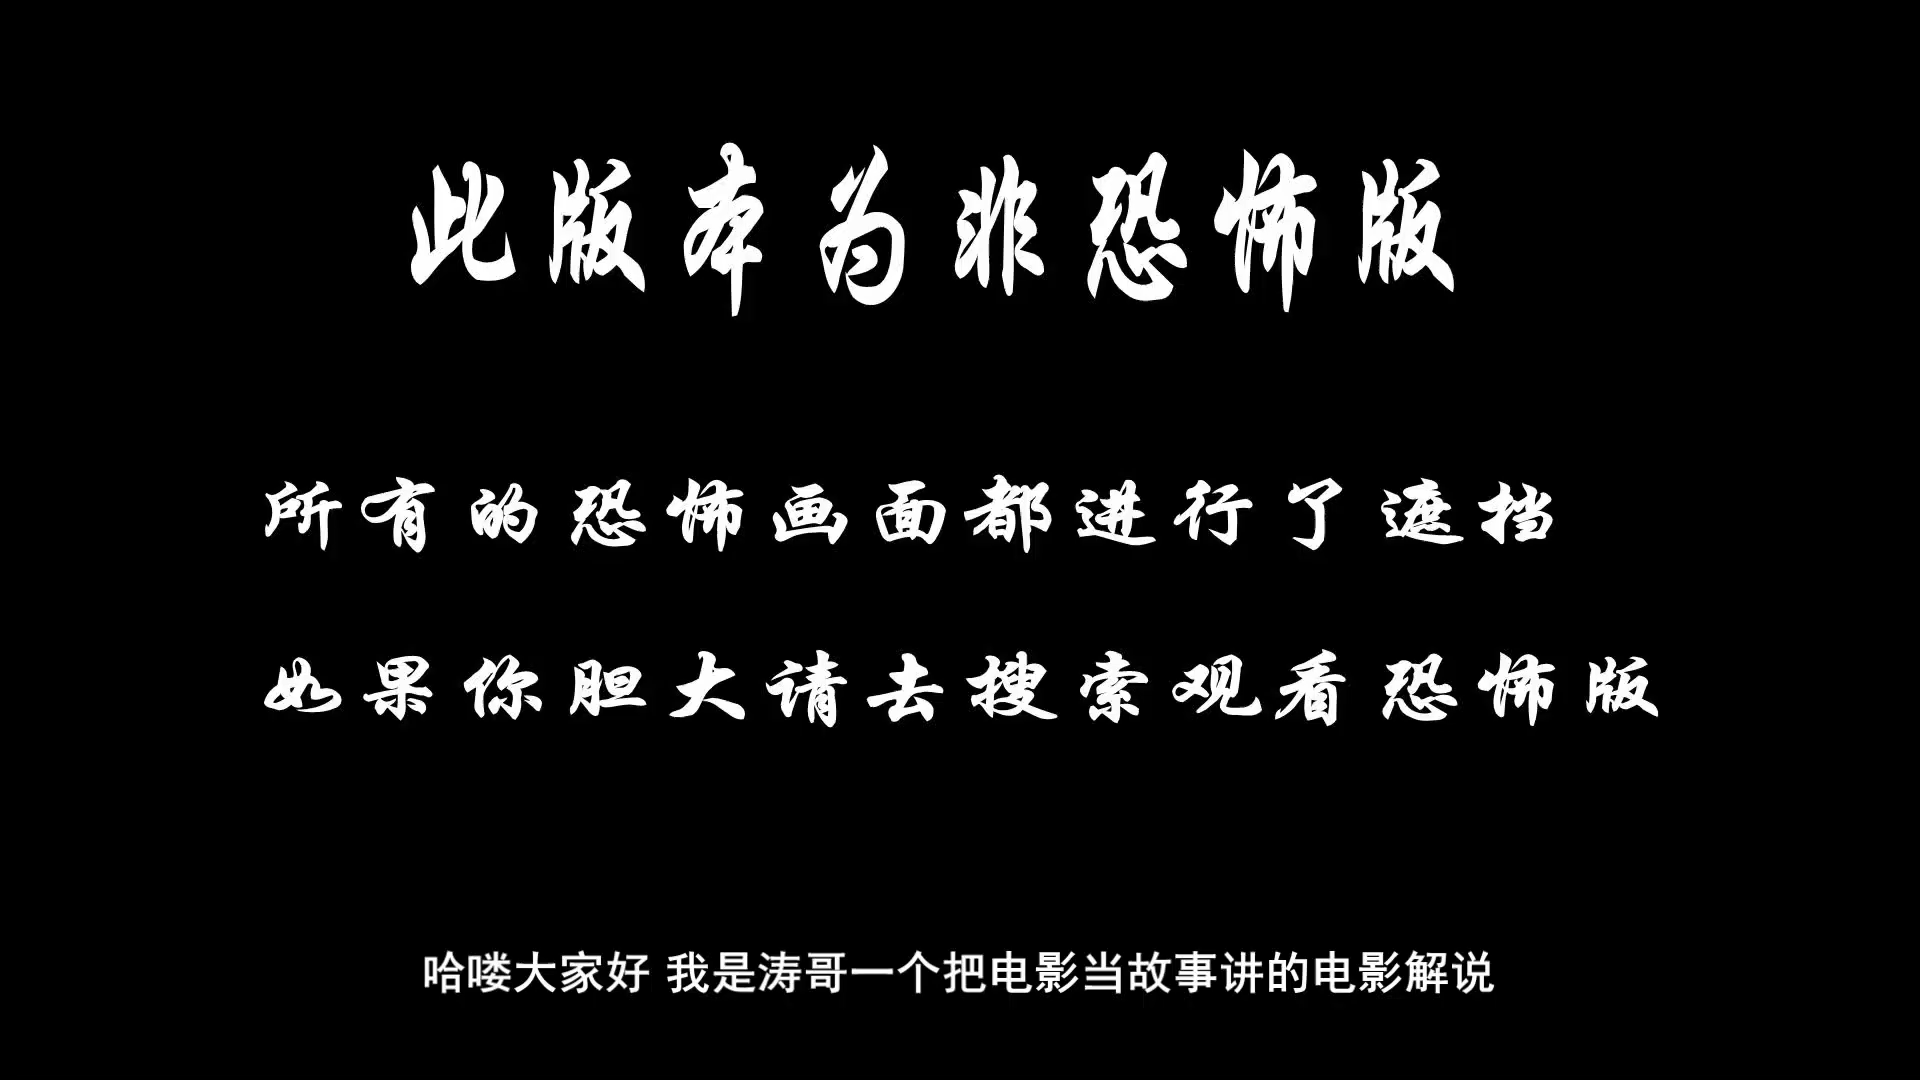 此版本为非恐怖版
所有的恐怖画面都进行了遮挡
如果你胆大请去搜索观看恐怖版
哈喽大家好 我是涛哥一个把电影当故事讲的电影解说